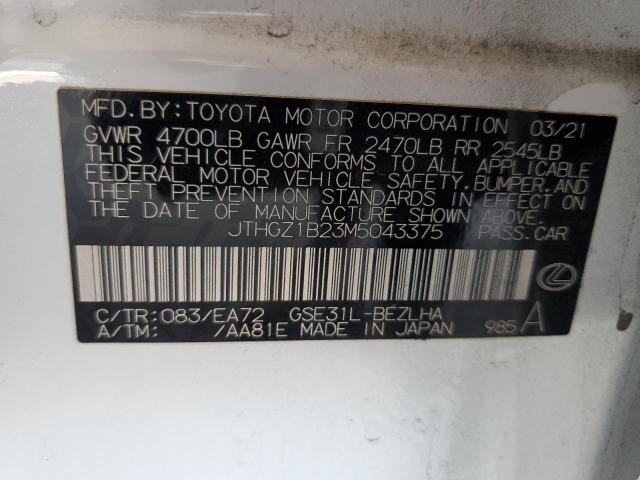 MFD. BY: TOYOTA MOTOR CORPORATION 03/21
GVWR 4700LB GAWR FR 2470LB RR 2545LB
THIS VEHICLE CONFORMS TO ALL APPLICABLE
FEDERAL MOTOR VEHICLE SAFETY, BUMPER, AND
THEFT PREVENTION STANDARDS IN EFFECT ON
THE DATE OF MANUFACTURE SHOWN ABOVE.
JTHGZ1B23M5043375 PASS. CAR
C/TR: 083/EA72 GSE31L-BEZLHA
A/TM: /AA81E MADE IN JAPAN 985 A